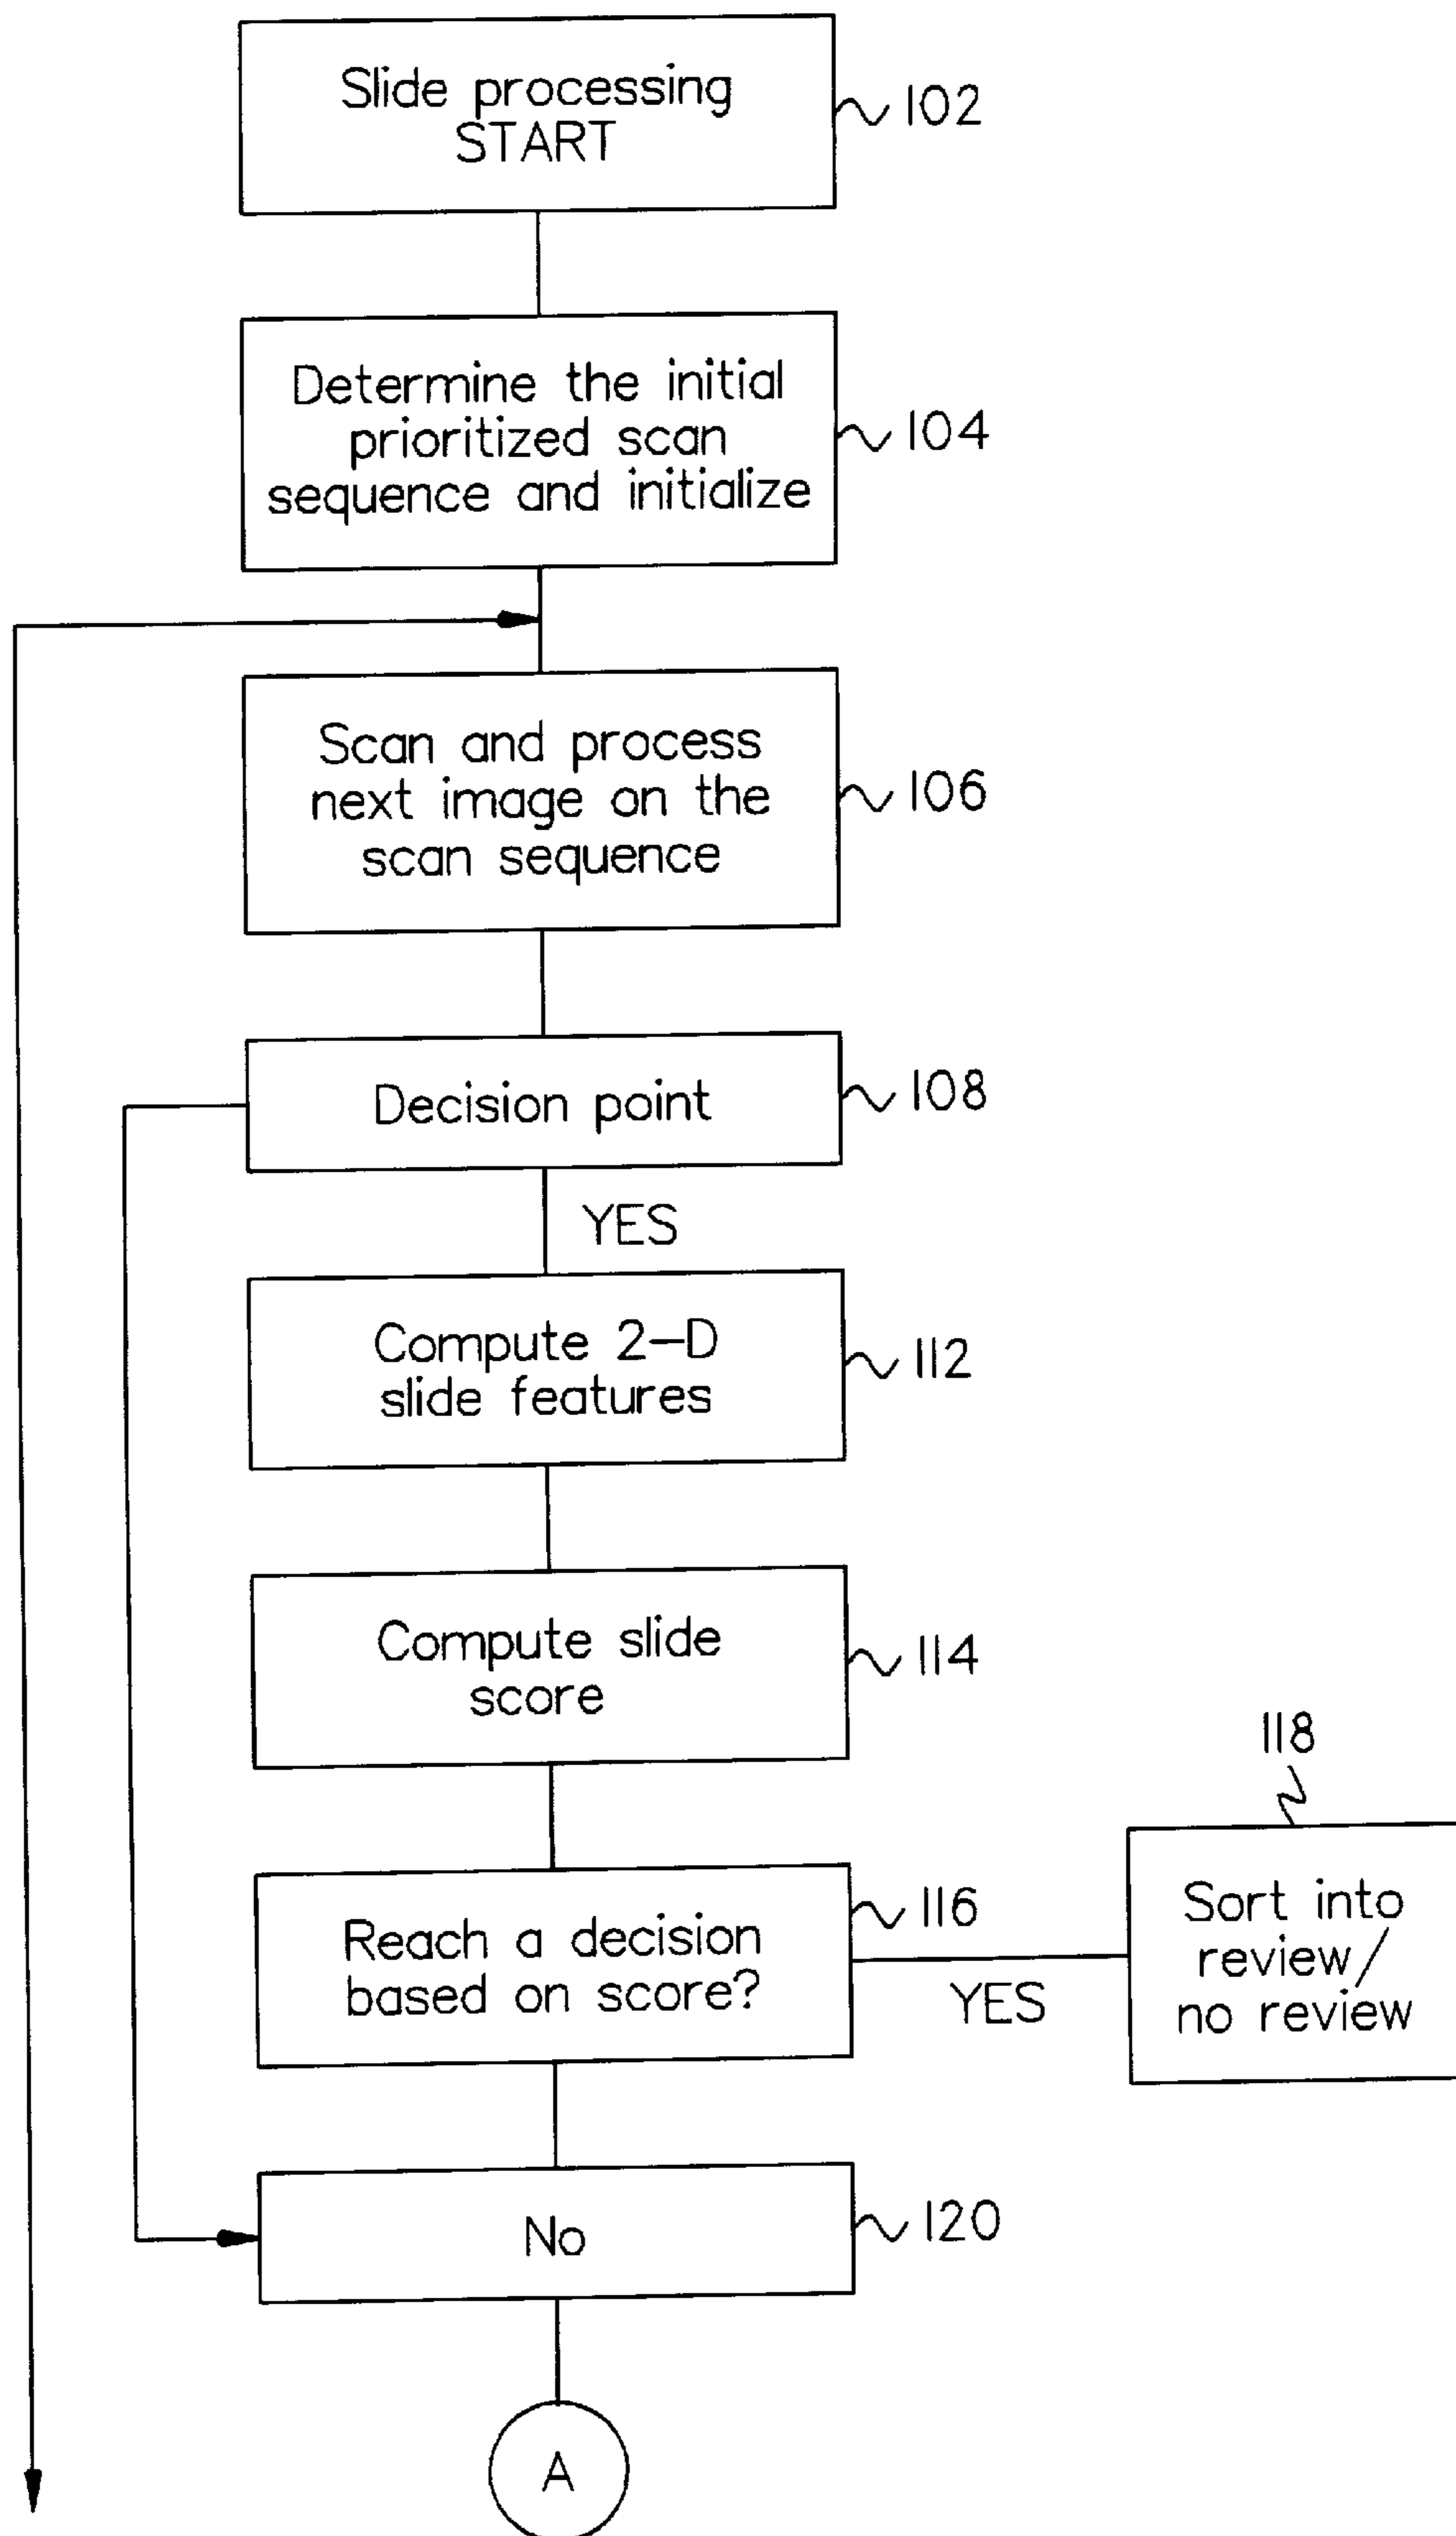 Slide processing
START
102
Determine the initial
prioritized scan
sequence and initialize
104
Scan and process
next image on the
scan sequence
106
Decision point
108
YES
Compute 2-D
slide features
112
Compute slide
score
114
Reach a decision
based on score?
116
YES
118
Sort into
review/
no review
No
120
A